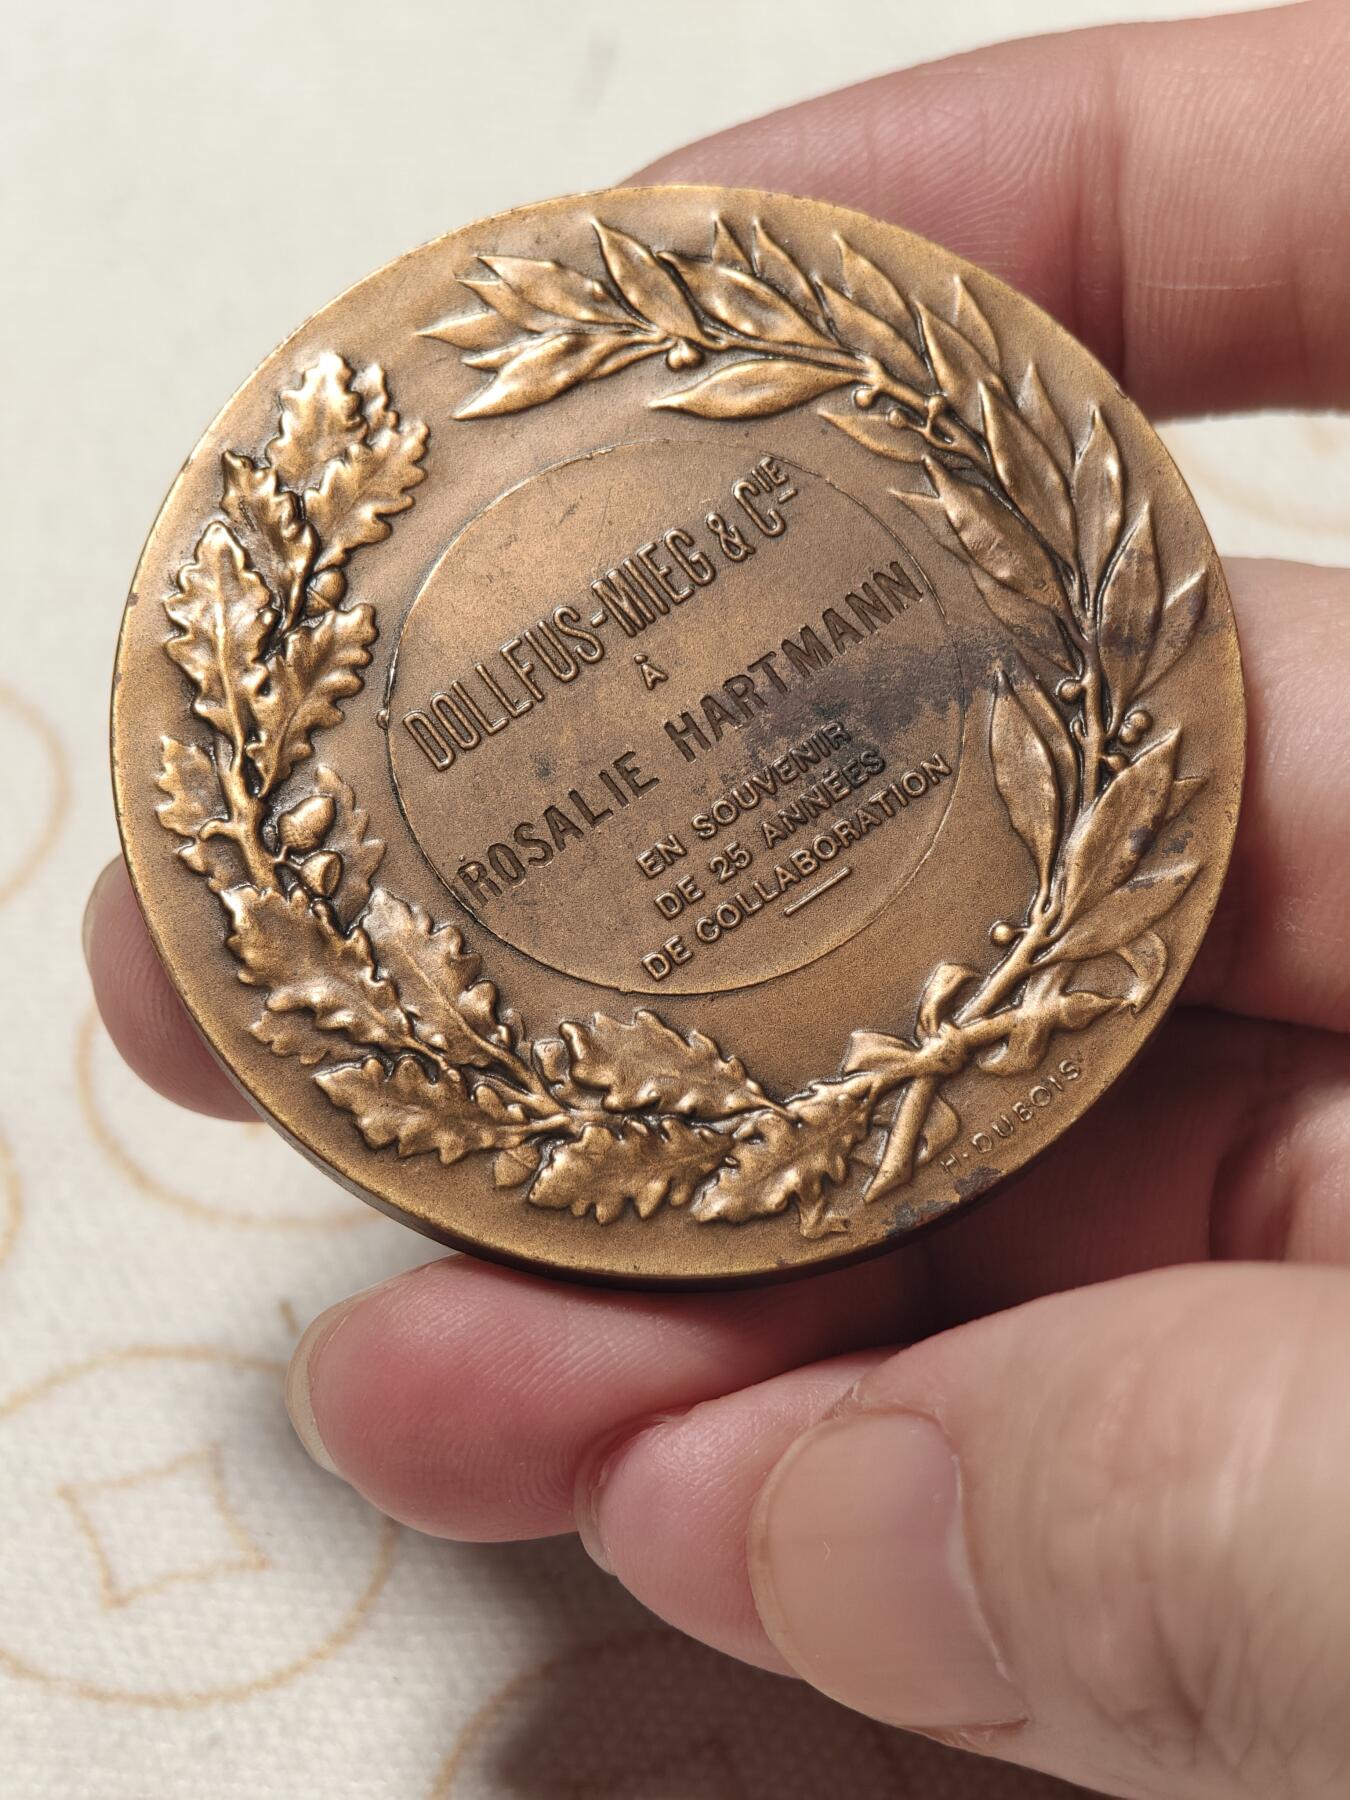 DOLLFUS-MIEG & CIE
À
ROSALIE HARTMANN
EN SOUVENIR
DE 25 ANNÉES
DE COLLABORATION
H. DUBOIS